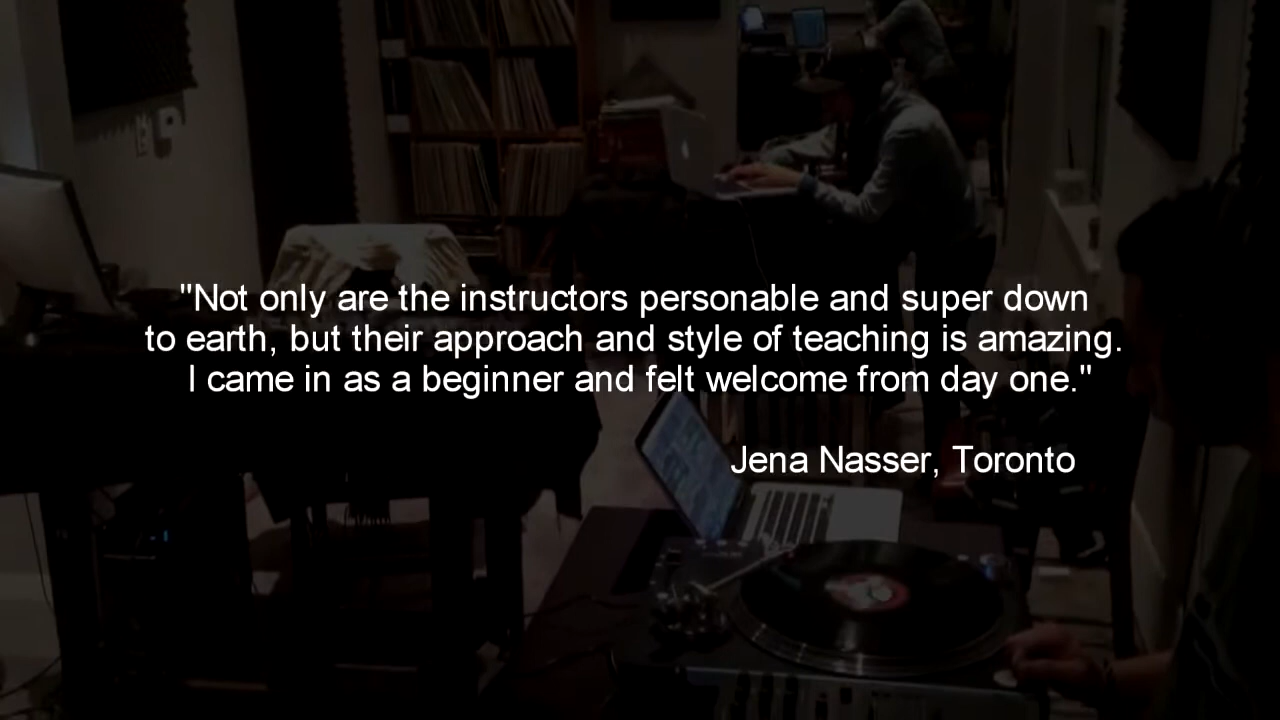 "Not only are the instructors personable and super down
to earth, but their approach and style of teaching is amazing.
I came in as a beginner and felt welcome from day one."
Jena Nasser, Toronto